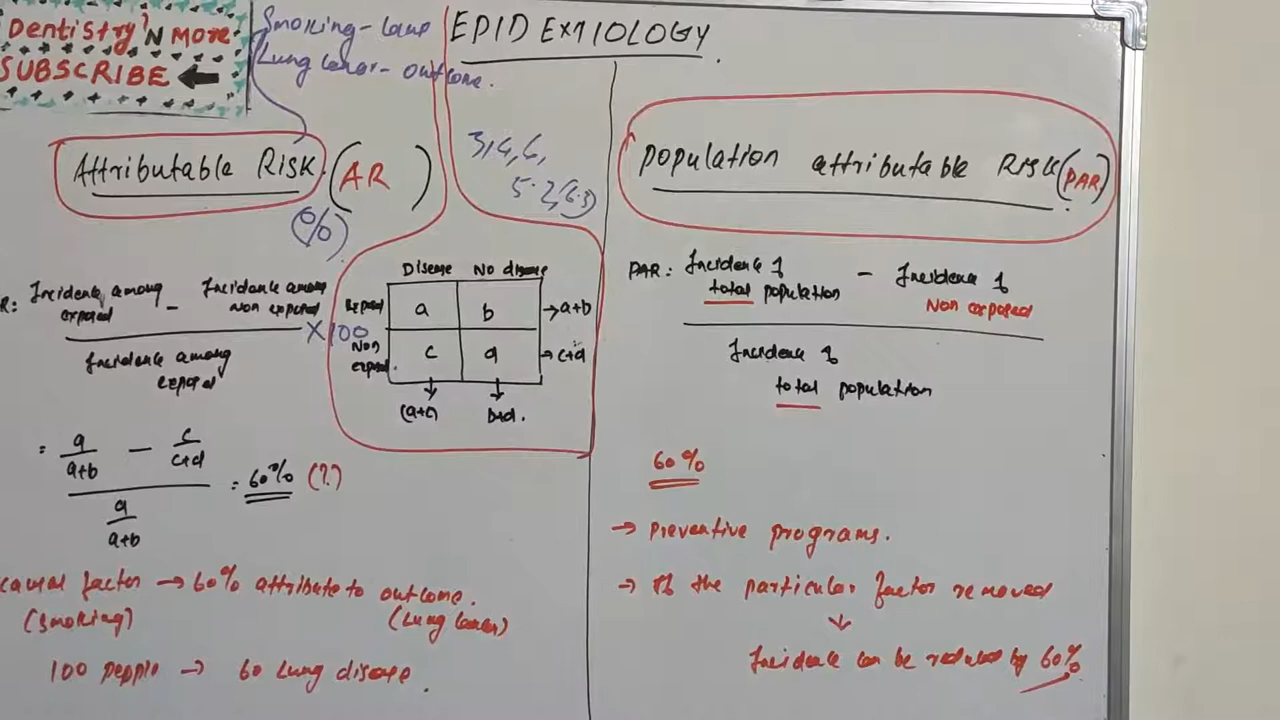 Dentistry 'N More
SUBSCRIBE
Smoking - cause
Lung cancer - outcome.
EPID EXTIOLOGY
Attributable RISK. (AR)
(%)
3, 4, 6,
5. 2, (6.3)
Population attributable RISK (PAR)
R: Incidence among exposed - Incidence among Non exposed
Incidence among exposed
X 100
Disease No disease
Exposed a b → a+b
Non exposed. c d → c+d
(a+c) b+d.
PAR: Incidence of total population - Incidence of Non exposed
Incidence of total population
= a/a+b - c/c+d
a/a+b
= 60% (?)
causal factor → 60% attribute to outcome.
(smoking) (Lung cancer)
100 people → 60 Lung disease.
60%
→ Preventive programs.
→ If the particular factor removed
↓
Incidence can be reduced by 60%